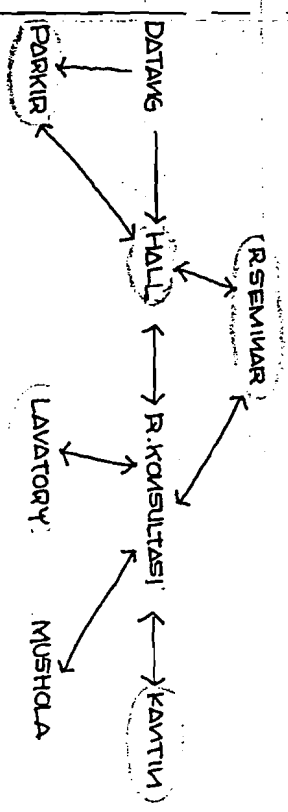 R SEMINAR
DATANG
HALL
R. KONSULTASI
KANTIN
PARKIR
LAVATORY
MUSHOLA